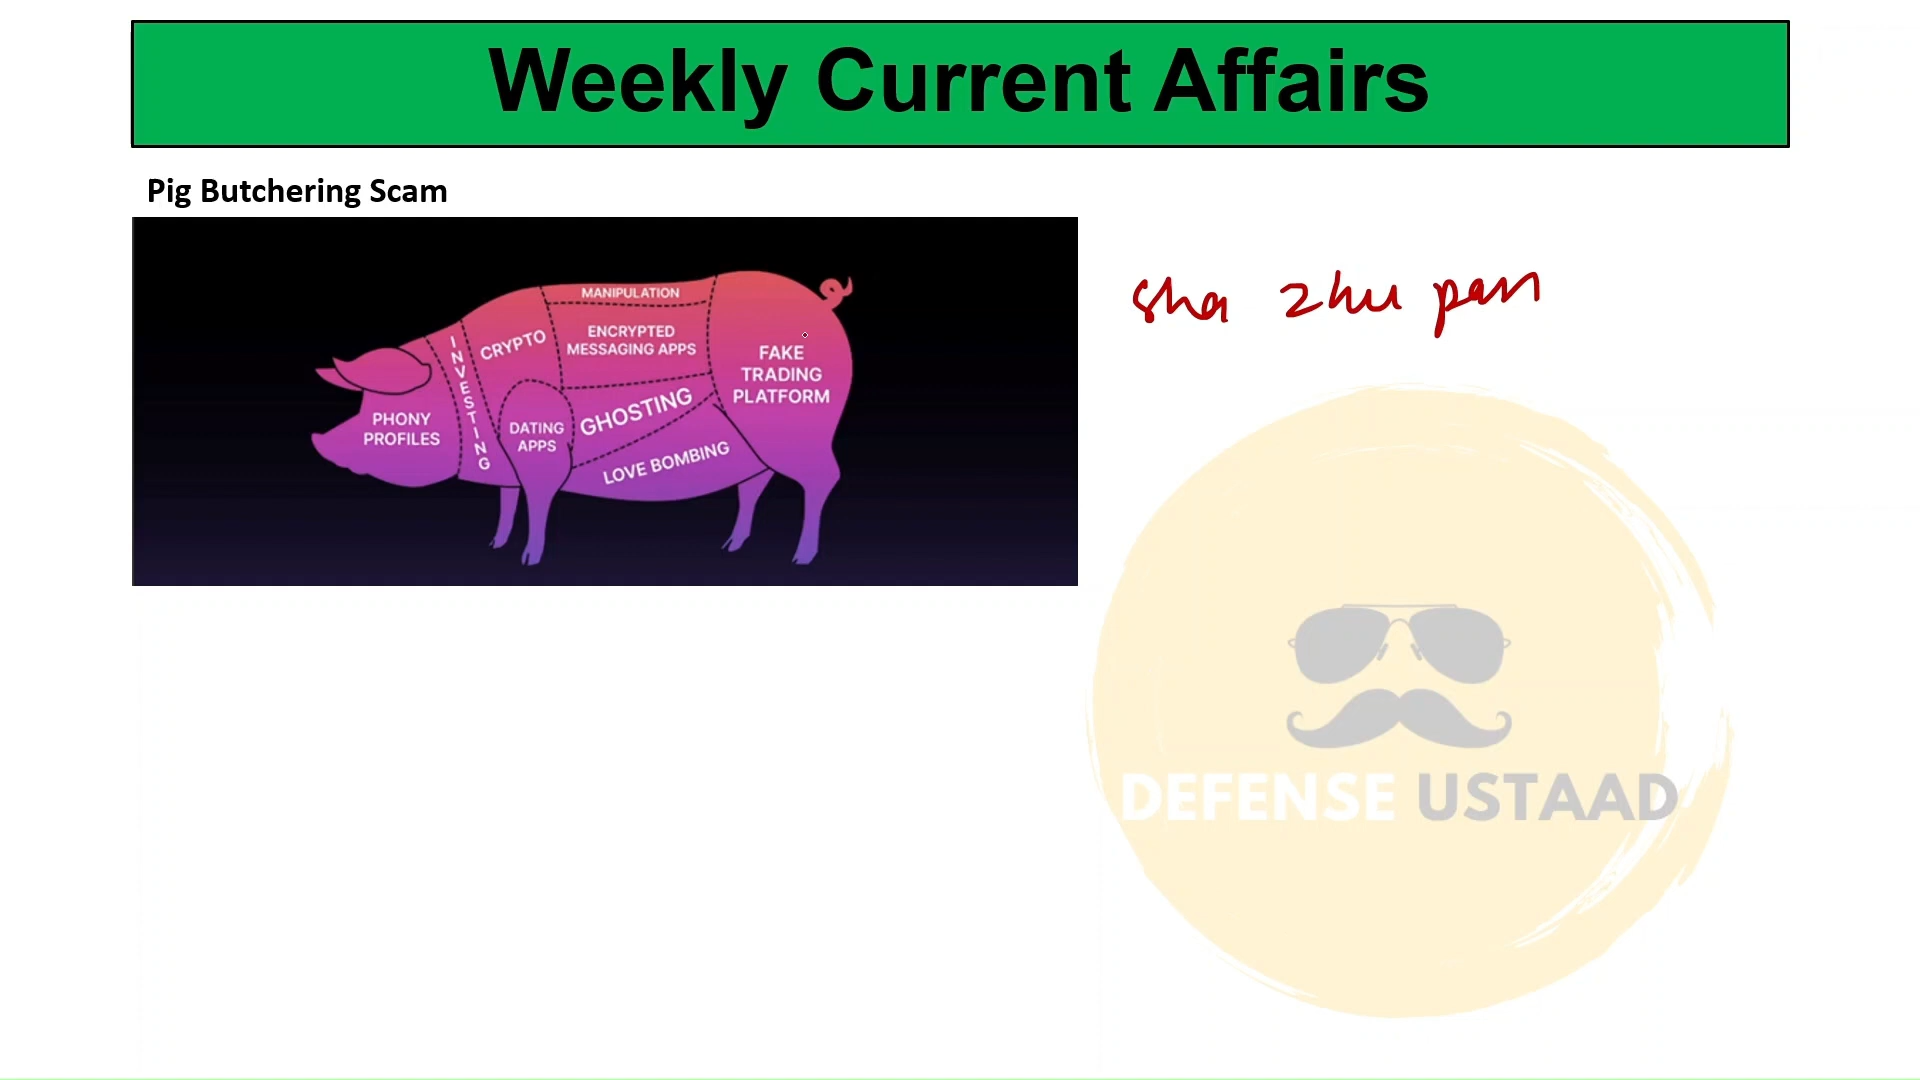 Weekly Current Affairs
Pig Butchering Scam
sha zhu pan
MANIPULATION
ENCRYPTED
MESSAGING APPS
CRYPTO
INVESTING
FAKE
TRADING
PLATFORM
PHONY
PROFILES
DATING
APPS
GHOSTING
LOVE BOMBING
DEFENSE USTAAD